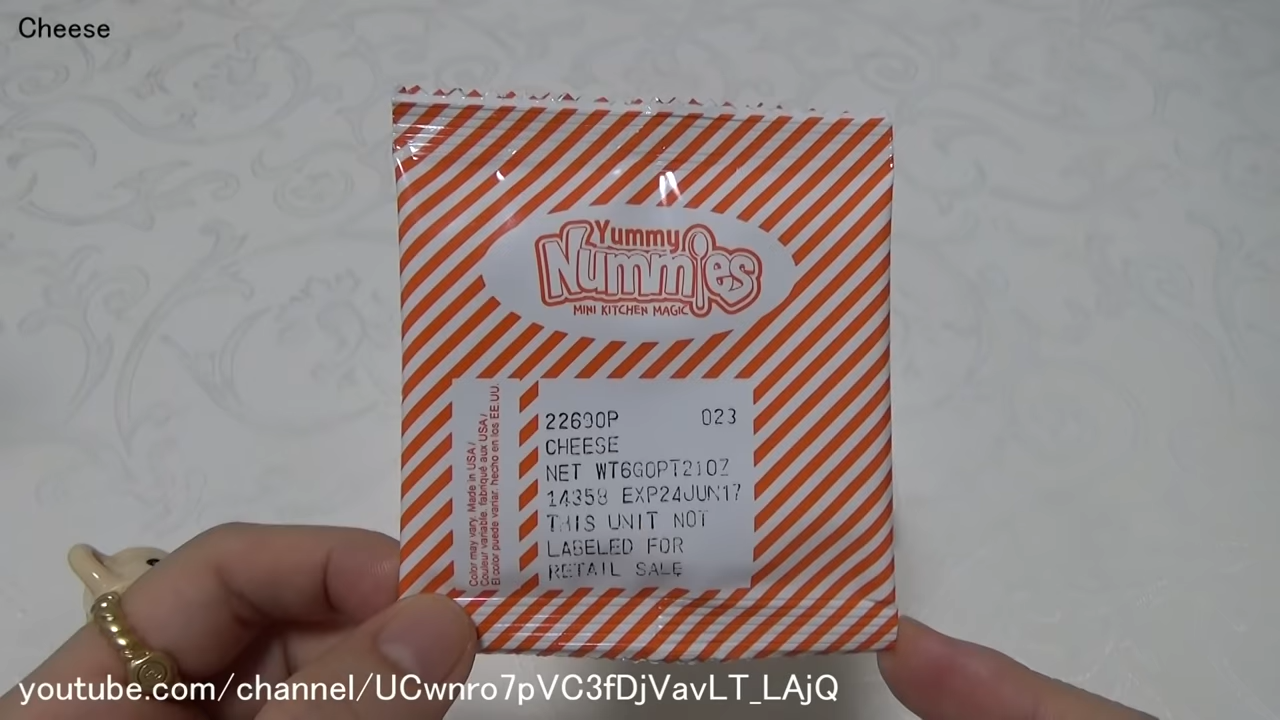 Cheese
Yummy
Nummies
MINI KITCHEN MAGIC
Color may vary. Made in USA/
Couleur variable. fabriqué aux USA/
El color puede variar. hecho en los EE.UU.
22690P 023
CHEESE
NET WT6G0PT21OZ
14358 EXP24JUN17
THIS UNIT NOT
LABELED FOR
RETAIL SALE
youtube.com/channel/UCwnro7pVC3fDjVavLT_LAjQ